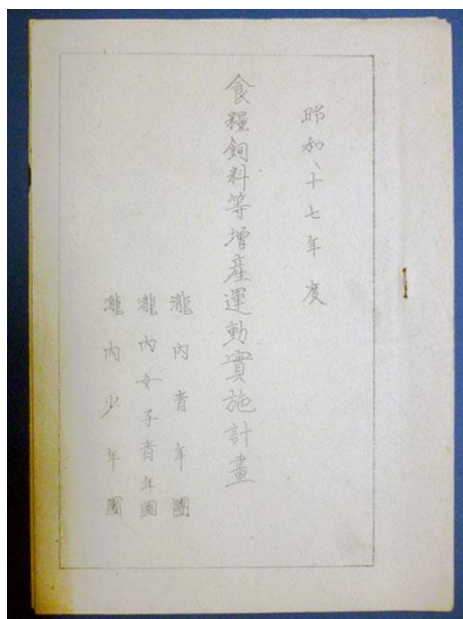 昭和十七年度
食糧飼料等増産運動實施計畫
瀧内青年團
瀧内女子青年團
瀧内少年團